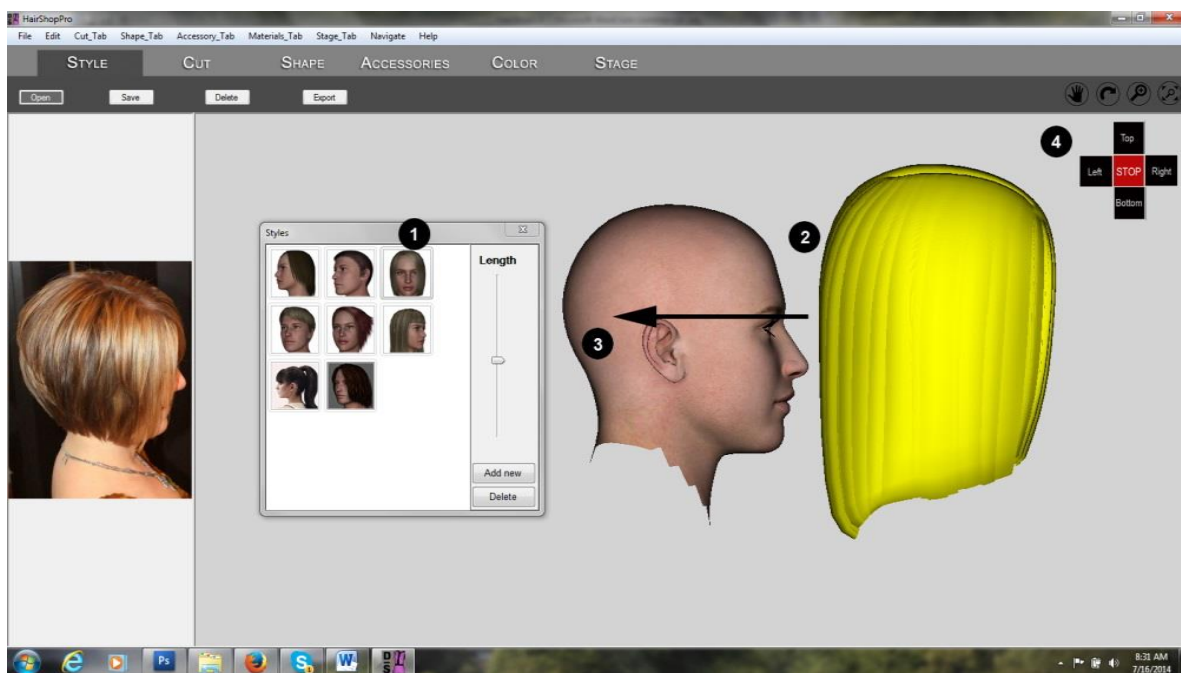 HairShopPro
File Edit Cut_Tab Shape_Tab Accessory_Tab Materials_Tab Stage_Tab Navigate Help
STYLE CUT SHAPE ACCESSORIES COLOR STAGE
Open Save Delete Export
4
Top
Left STOP Right
Bottom
Styles
1
Length
Add new
Delete
2
3
Ps
S
W
D|S
8:31 AM
7/16/2014